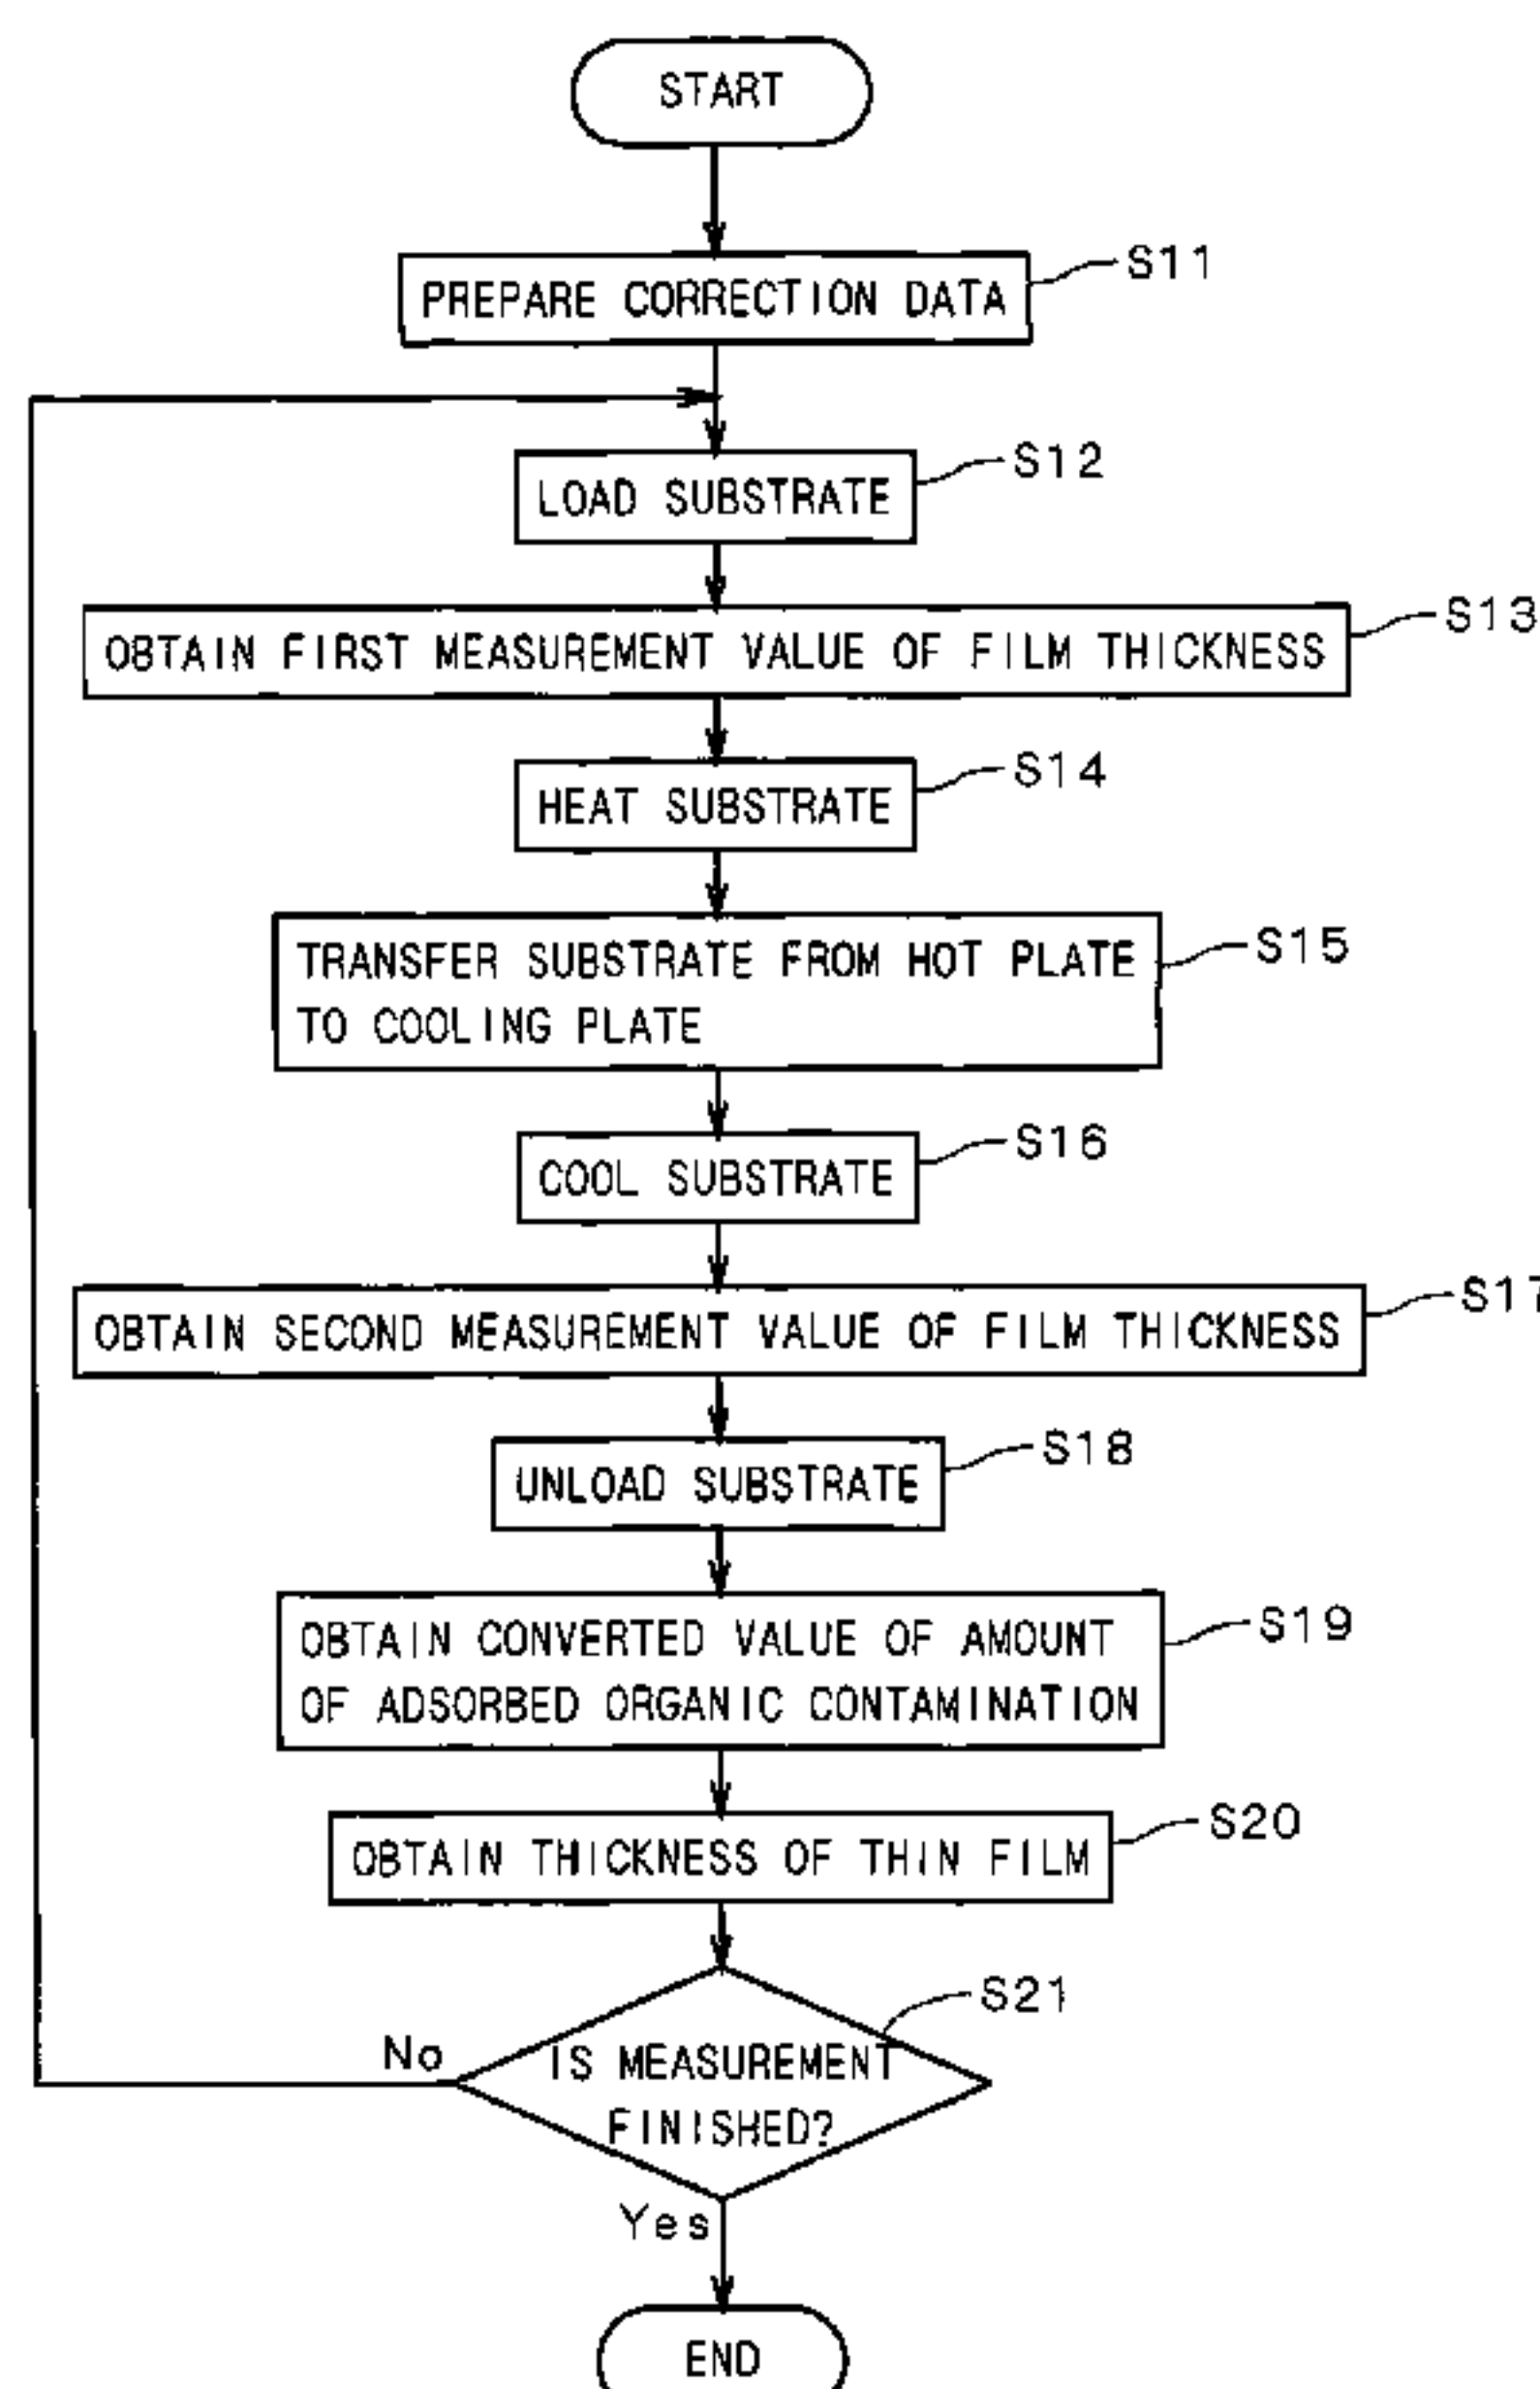 START
PREPARE CORRECTION DATA
S11
LOAD SUBSTRATE
S12
OBTAIN FIRST MEASUREMENT VALUE OF FILM THICKNESS
S13
HEAT SUBSTRATE
S14
TRANSFER SUBSTRATE FROM HOT PLATE
TO COOLING PLATE
S15
COOL SUBSTRATE
S16
OBTAIN SECOND MEASUREMENT VALUE OF FILM THICKNESS
S17
UNLOAD SUBSTRATE
S18
OBTAIN CONVERTED VALUE OF AMOUNT
OF ADSORBED ORGANIC CONTAMINATION
S19
OBTAIN THICKNESS OF THIN FILM
S20
IS MEASUREMENT
FINISHED?
S21
No
Yes
END